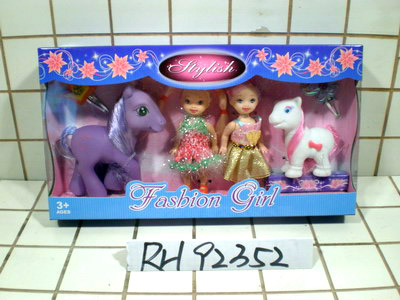 Stylish
Fashion Girl
3+
AGES
RH92352